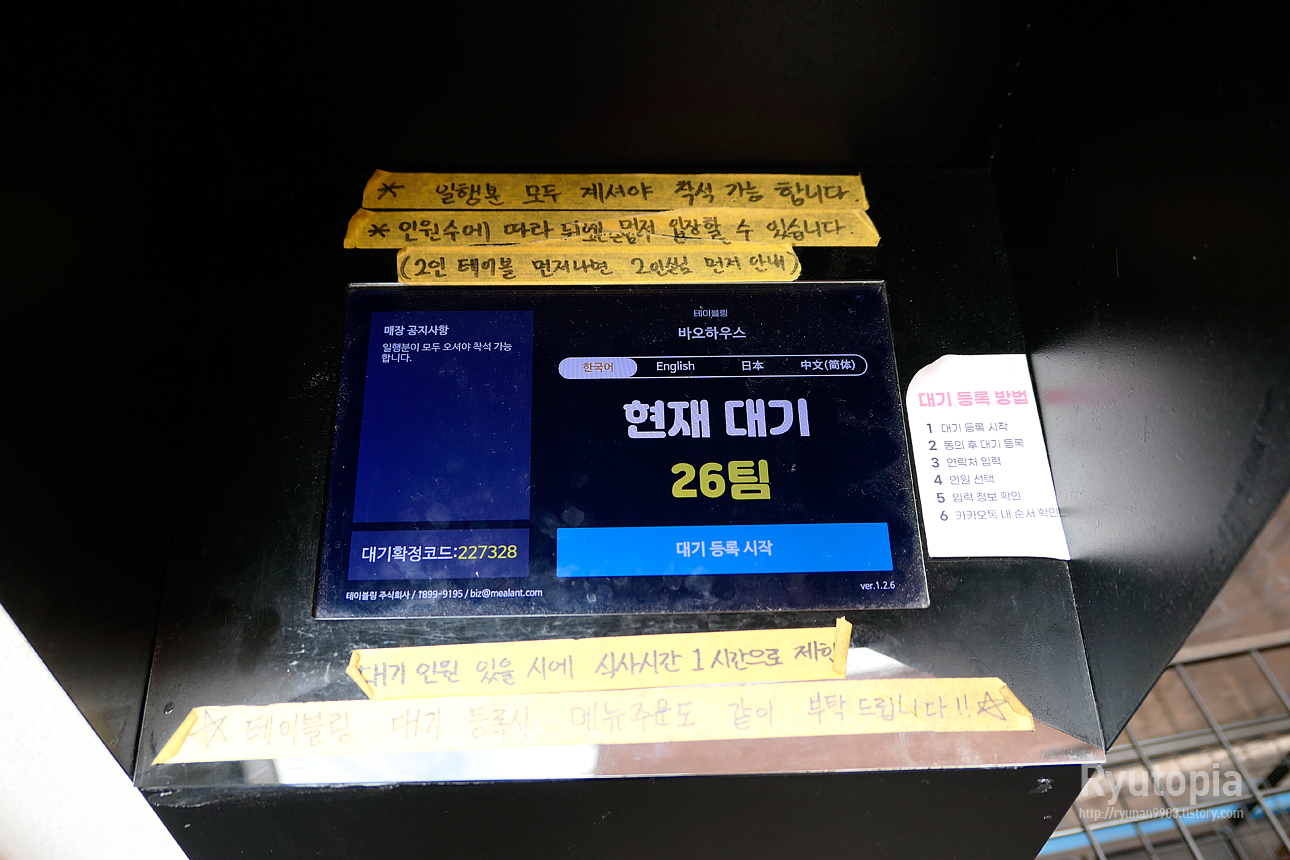 * 일행분 모두 계셔야 착석 가능 합니다.
* 인원수에 따라 뒤엔 먼저 입장할 수 있습니다.
(2인 테이블 먼저나면 2인손님 먼저 안내)
매장 공지사항
일행분이 모두 오셔야 착석 가능
합니다.
대기확정코드:227328
테이블링 주식회사 / 1899-9195 / biz@mealant.com
테이블링
바오하우스
한국어 English 日本 中文(简体)
현재 대기
26팀
대기 등록 시작
ver.1.2.6
대기 등록 방법
1 대기 등록 시작
2 동의 후 대기 등록
3 연락처 입력
4 인원 선택
5 입력 정보 확인
6 카카오톡 내 순서 확인
대기 인원 있을 시에 식사시간 1시간으로 제한
☆ 테이블링 대기 등록시 메뉴주문도 같이 부탁드립니다!!☆
Ryutopia
http://ryunan9903.tistory.com